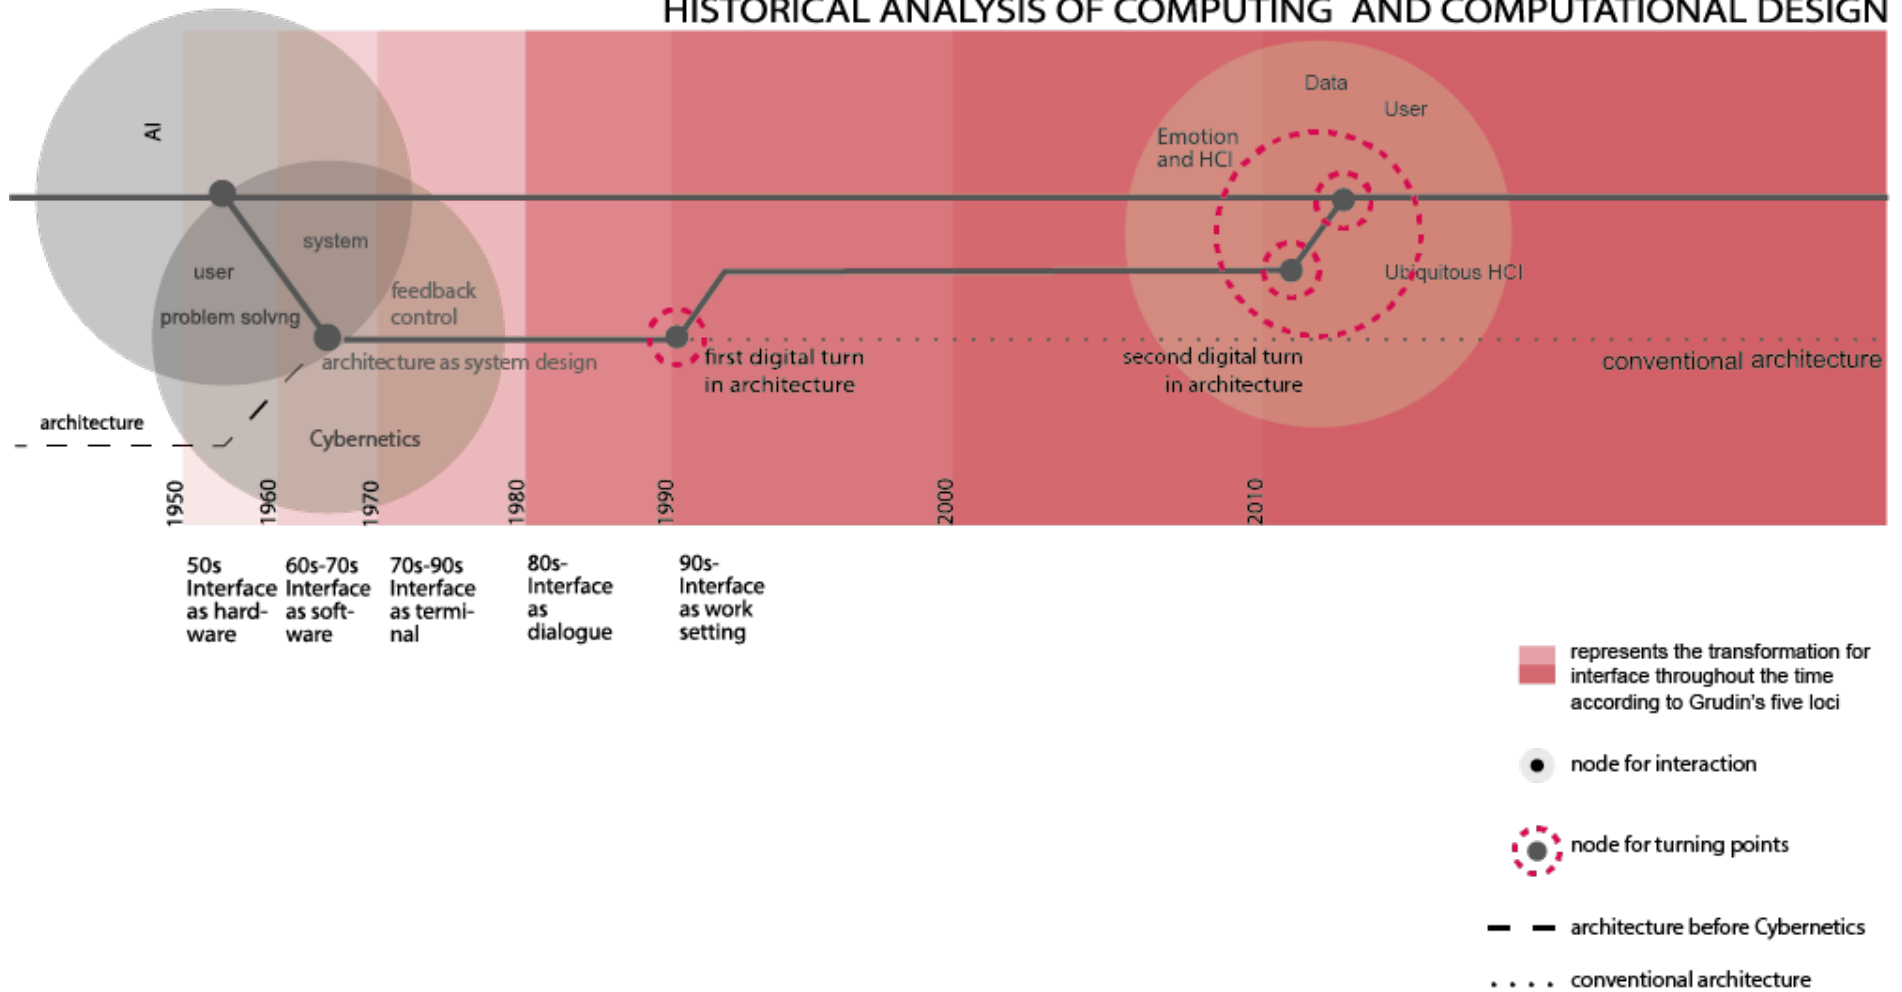 HISTORICAL ANALYSIS OF COMPUTING AND COMPUTATIONAL DESIGN
Data
User
AI
Emotion
and HCI
system
user
Ubiquitous HCI
feedback
control
problem solvng
architecture as system design
first digital turn
in architecture
second digital turn
in architecture
conventional architecture
architecture
Cybernetics
1950
1960
1970
1980
1990
2000
2010
50s
Interface
as hard-
ware
60s-70s
Interface
as soft-
ware
70s-90s
Interface
as termi-
nal
80s-
Interface
as
dialogue
90s-
Interface
as work
setting
represents the transformation for
interface throughout the time
according to Grudin's five loci
node for interaction
node for turning points
architecture before Cybernetics
conventional architecture